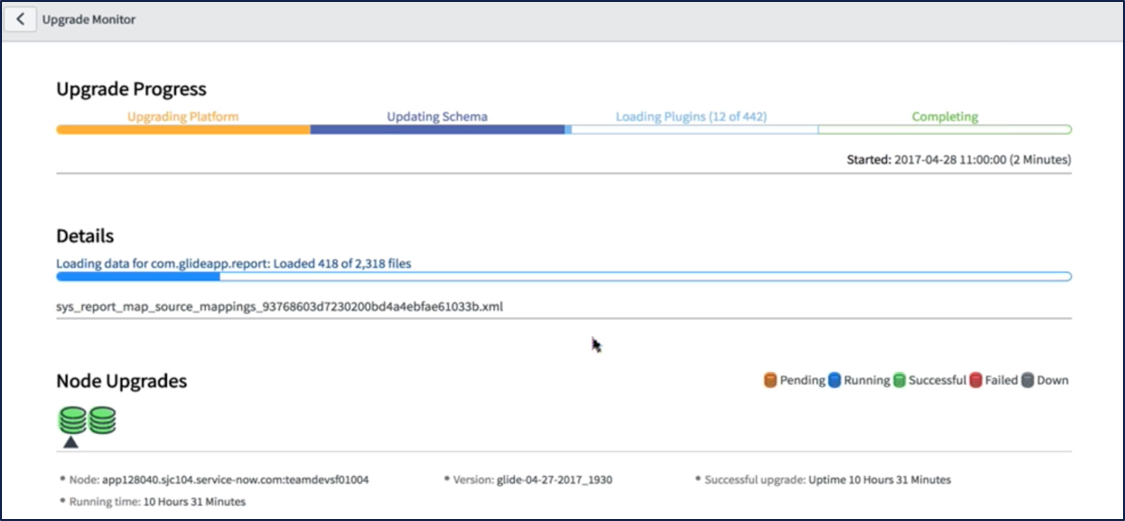 Upgrade Monitor
Upgrade Progress
Upgrading Platform Updating Schema Loading Plugins (12 of 442) Completing
Started: 2017-04-28 11:00:00 (2 Minutes)
Details
Loading data for com.glideapp.report: Loaded 418 of 2,318 files
sys_report_map_source_mappings_93768603d7230200bd4a4ebfae61033b.xml
Node Upgrades Pending Running Successful Failed Down
* Node: app128040.sjc104.service-now.com:teamdevsf01004 * Version: glide-04-27-2017_1930 * Successful upgrade: Uptime 10 Hours 31 Minutes
* Running time: 10 Hours 31 Minutes